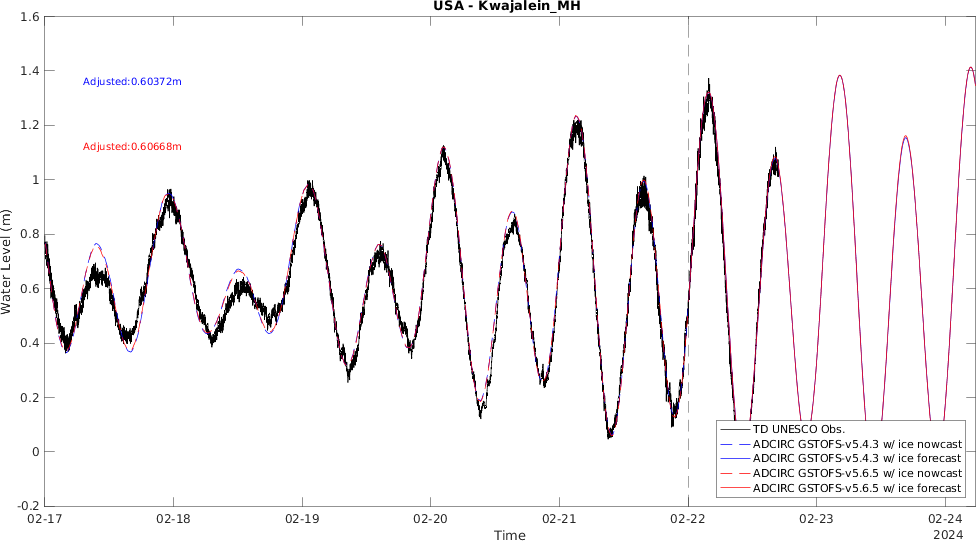 USA - Kwajalein_MH
1.6
1.4
1.2
1
0.8
0.6
0.4
0.2
0
-0.2
Water Level (m)
Adjusted:0.60372m
Adjusted:0.60668m
TD UNESCO Obs.
ADCIRC GSTOFS-v5.4.3 w/ ice nowcast
ADCIRC GSTOFS-v5.4.3 w/ ice forecast
ADCIRC GSTOFS-v5.6.5 w/ ice nowcast
ADCIRC GSTOFS-v5.6.5 w/ ice forecast
02-17 02-18 02-19 02-20 02-21 02-22 02-23 02-24
Time
2024